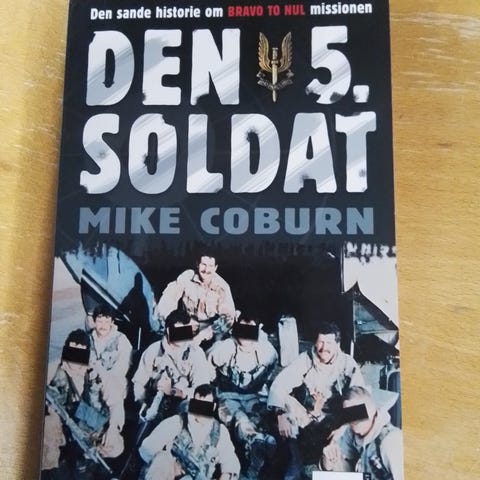 Den sande historie om BRAVO TO NUL missionen
DEN 5.
SOLDAT
MIKE COBURN